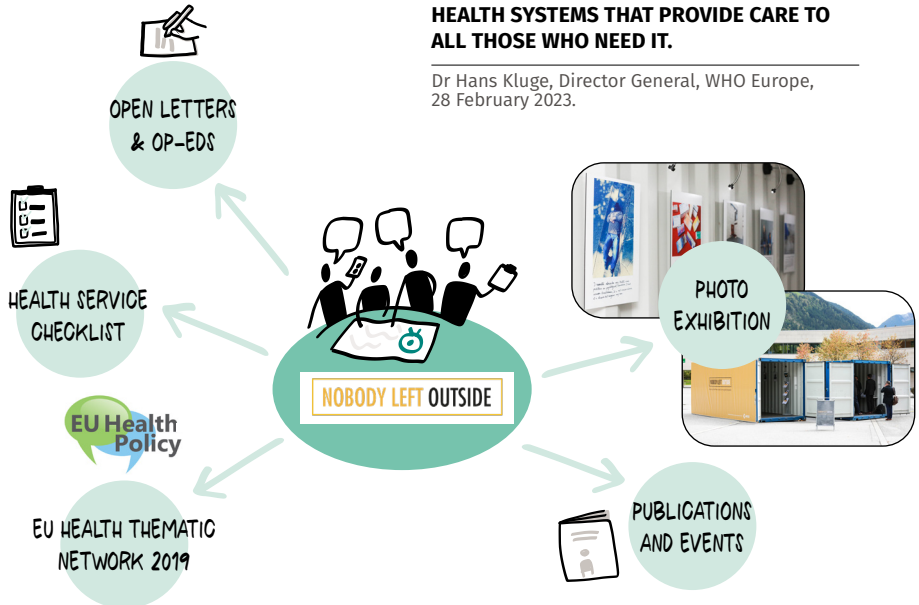 HEALTH SYSTEMS THAT PROVIDE CARE TO
ALL THOSE WHO NEED IT.
Dr Hans Kluge, Director General, WHO Europe,
28 February 2023.
OPEN LETTERS
& OP-EDS
HEALTH SERVICE
CHECKLIST
EU Health
Policy
EU HEALTH THEMATIC
NETWORK 2019
NOBODY LEFT OUTSIDE
PHOTO
EXHIBITION
PUBLICATIONS
AND EVENTS